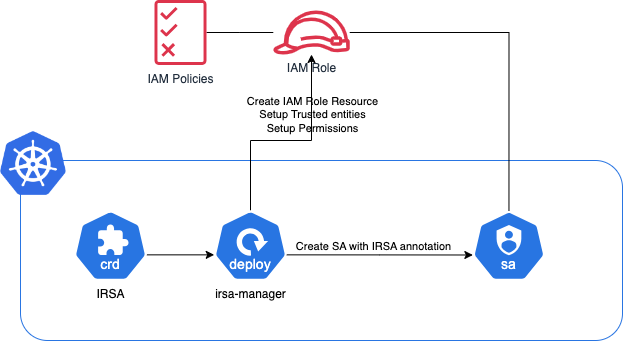 IAM Policies
IAM Role
Create IAM Role Resource
Setup Trusted entities
Setup Permissions
crd
deploy
Create SA with IRSA annotation
sa
IRSA
irsa-manager